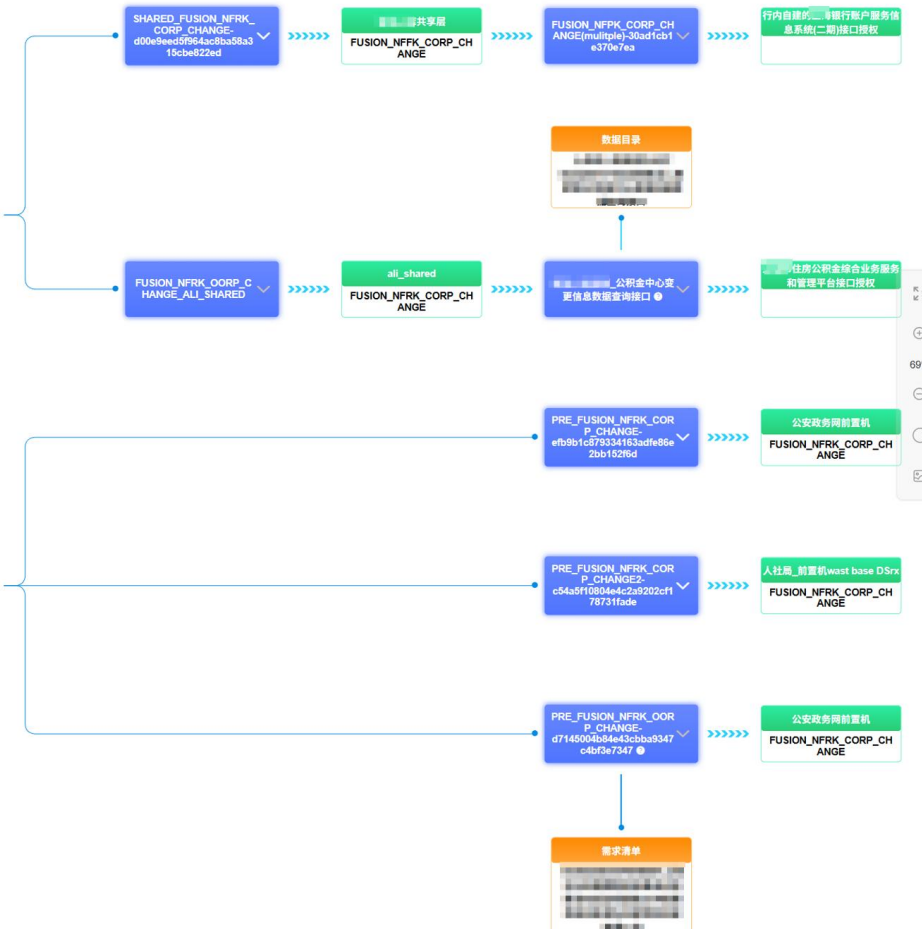 SHARED_FUSION_NFRK_
CORP_CHANGE-
d00e9eed5f964ac8ba58a3
15cbe822ed
共享层
FUSION_NFFK_CORP_CH
ANGE
FUSION_NFPK_CORP_CH
ANGE(mulitple)-30ad1cb1
e370e7ea
行内自建的 银行账户服务信
息系统(二期)接口授权
数据目录
FUSION_NFRK_OORP_C
HANGE_ALI_SHARED
ali_shared
FUSION_NFRK_CORP_CH
ANGE
_公积金中心变
更信息数据查询接口
住房公积金综合业务服务
和管理平台接口授权
69
PRE_FUSION_NFRK_COR
P_CHANGE-
efb9b1c879334163adfe86e
2bb152f6d
公安政务网前置机
FUSION_NFRK_CORP_CH
ANGE
PRE_FUSION_NFRK_COR
P_CHANGE2-
c54a5f10804e4c2a9202cf1
78731fade
人社局_前置机wast base DSrx
FUSION_NFRK_CORP_CH
ANGE
PRE_FUSION_NFRK_OOR
P_CHANGE-
d7145004b84e43cbba9347
c4bf3e7347
公安政务网前置机
FUSION_NFRK_CORP_CH
ANGE
需求清单